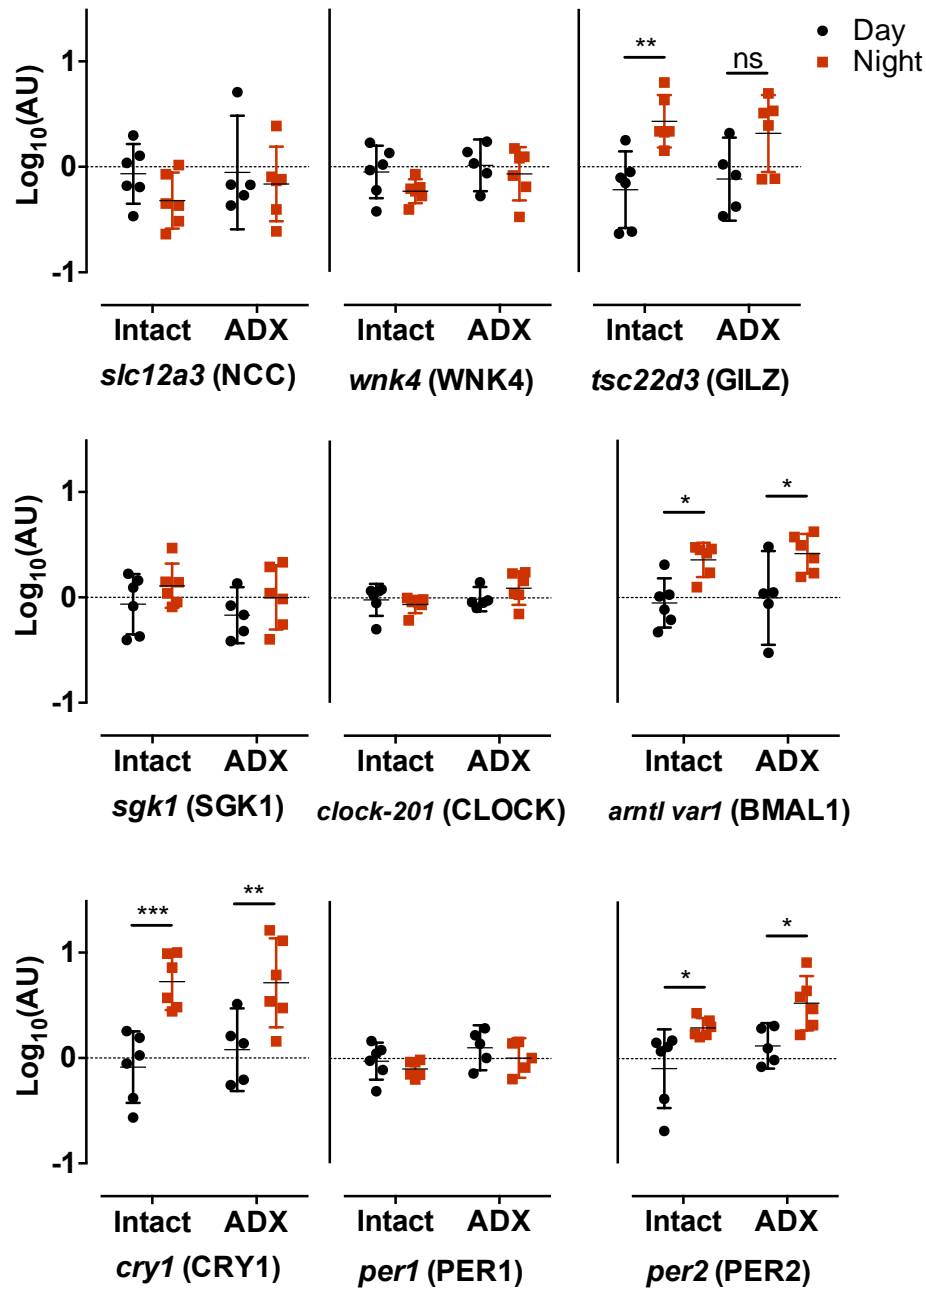 Day
Night
** ns
Log10(AU)
1
0
-1
Intact ADX Intact ADX Intact ADX
slc12a3 (NCC) wnk4 (WNK4) tsc22d3 (GILZ)
* *
Log10(AU)
1
0
-1
Intact ADX Intact ADX Intact ADX
sgk1 (SGK1) clock-201 (CLOCK) arntl var1 (BMAL1)
*** ** * *
Log10(AU)
1
0
-1
Intact ADX Intact ADX Intact ADX
cry1 (CRY1) per1 (PER1) per2 (PER2)